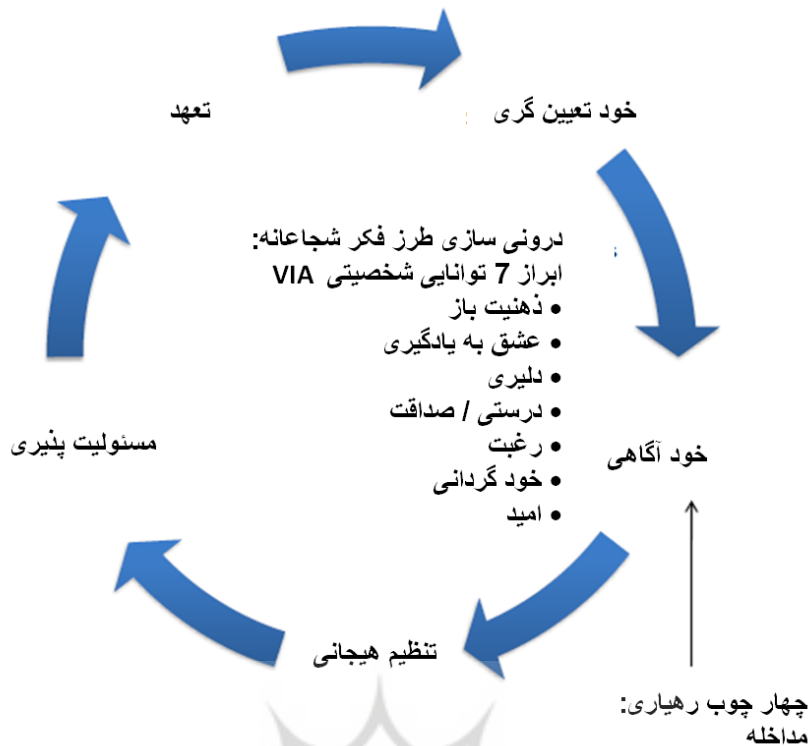 تعهد
خود تعیین گری
درونی سازی طرز فکر شجاعانه:
ابراز 7 توانایی شخصیتی VIA
• ذهنیت باز
• عشق به یادگیری
• دلیری
• درستی / صداقت
• رغبت
• خود گردانی
• امید
خود آگاهی
مسئولیت پذیری
تنظیم هیجانی
چهار چوب رهیاری:
مداخله